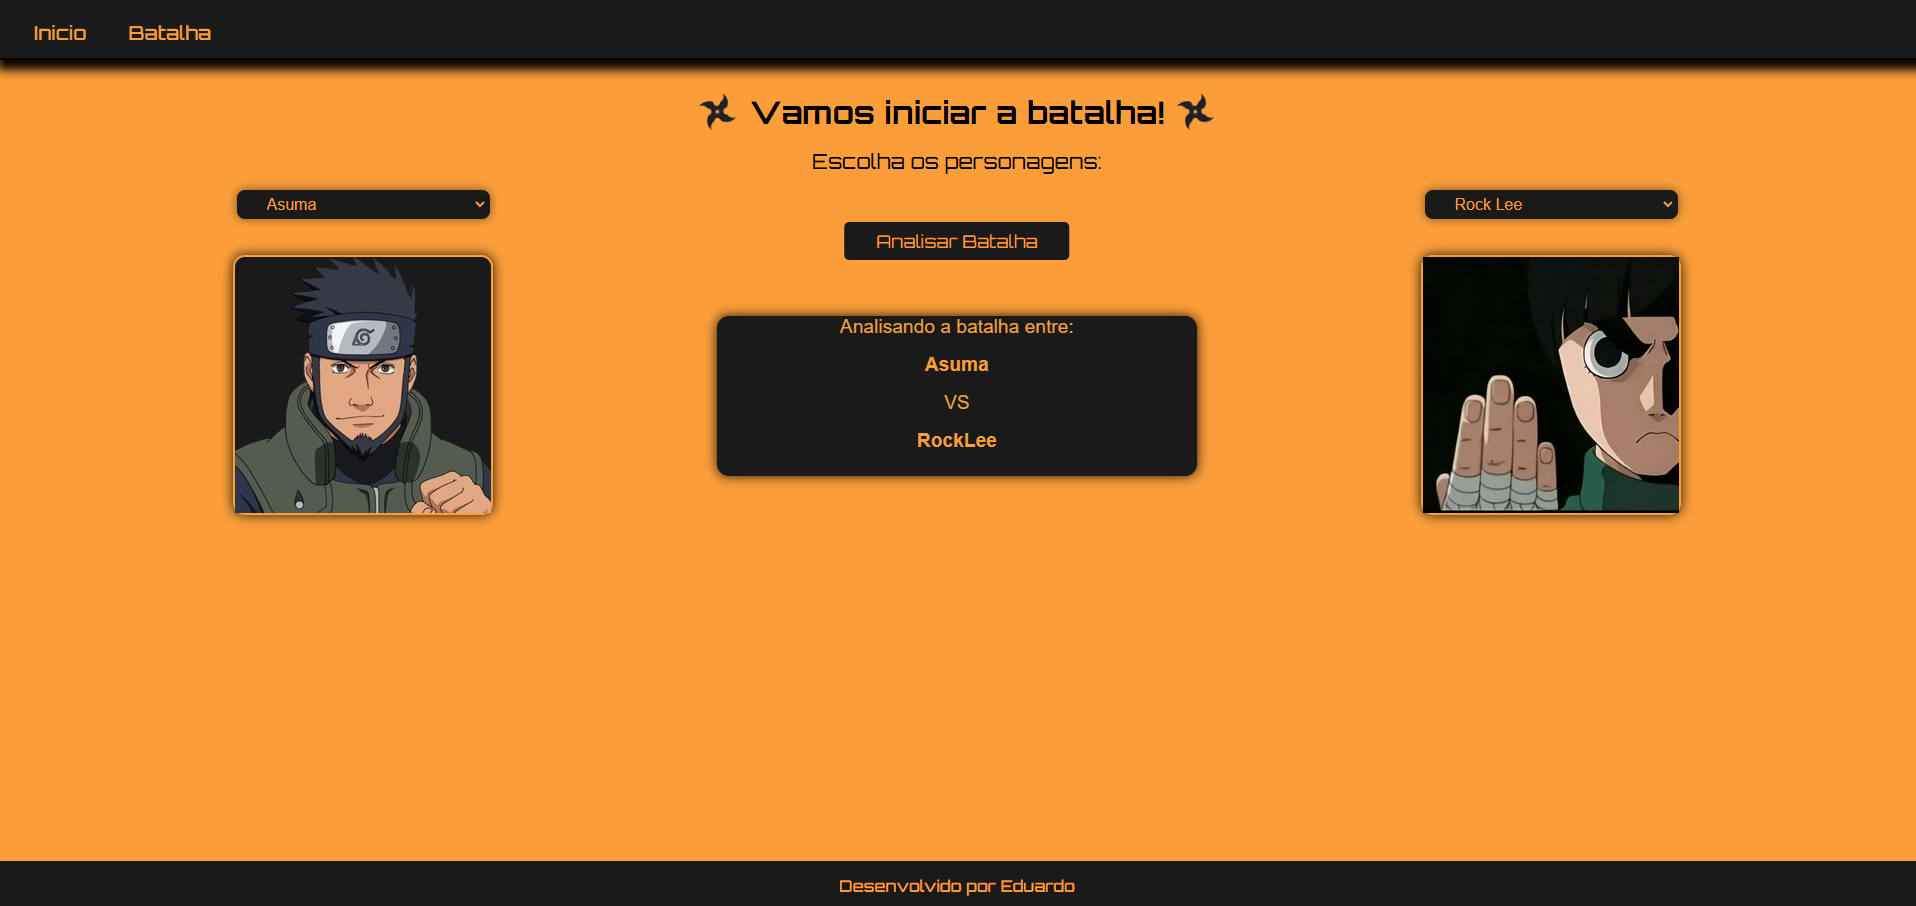 Inicio Batalha
Vamos iniciar a batalha!
Escolha os personagens:
Asuma
Rock Lee
Analisar Batalha
Analisando a batalha entre:
Asuma
VS
RockLee
Desenvolvido por Eduardo